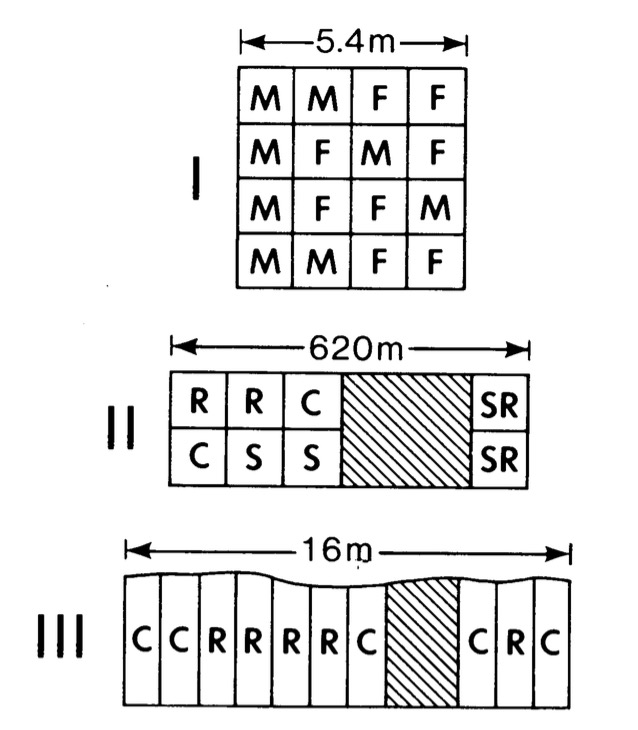 5.4m
M M F F
M F M F
I
M F F M
M M F F
620m
R R C SR
II
C S S SR
16m
III
C C R R R R C C R C